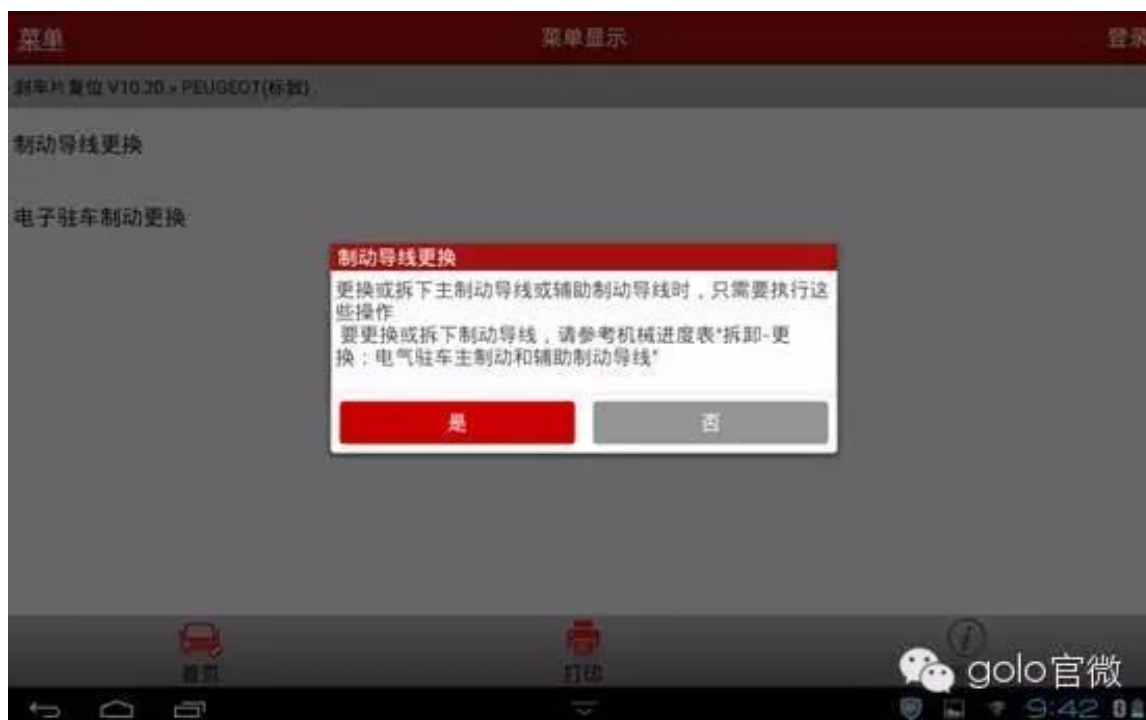 菜单
菜单显示
登录
刹车片复位 V10.20 > PEUGEOT(标致)
制动导线更换
电子驻车制动更换
制动导线更换
更换或拆下主制动导线或辅助制动导线时，只需要执行这
些操作
要更换或拆下制动导线，请参考机械进度表"拆卸-更
换：电气驻车主制动和辅助制动导线"
是
否
首页
打印
golo官微
9:42